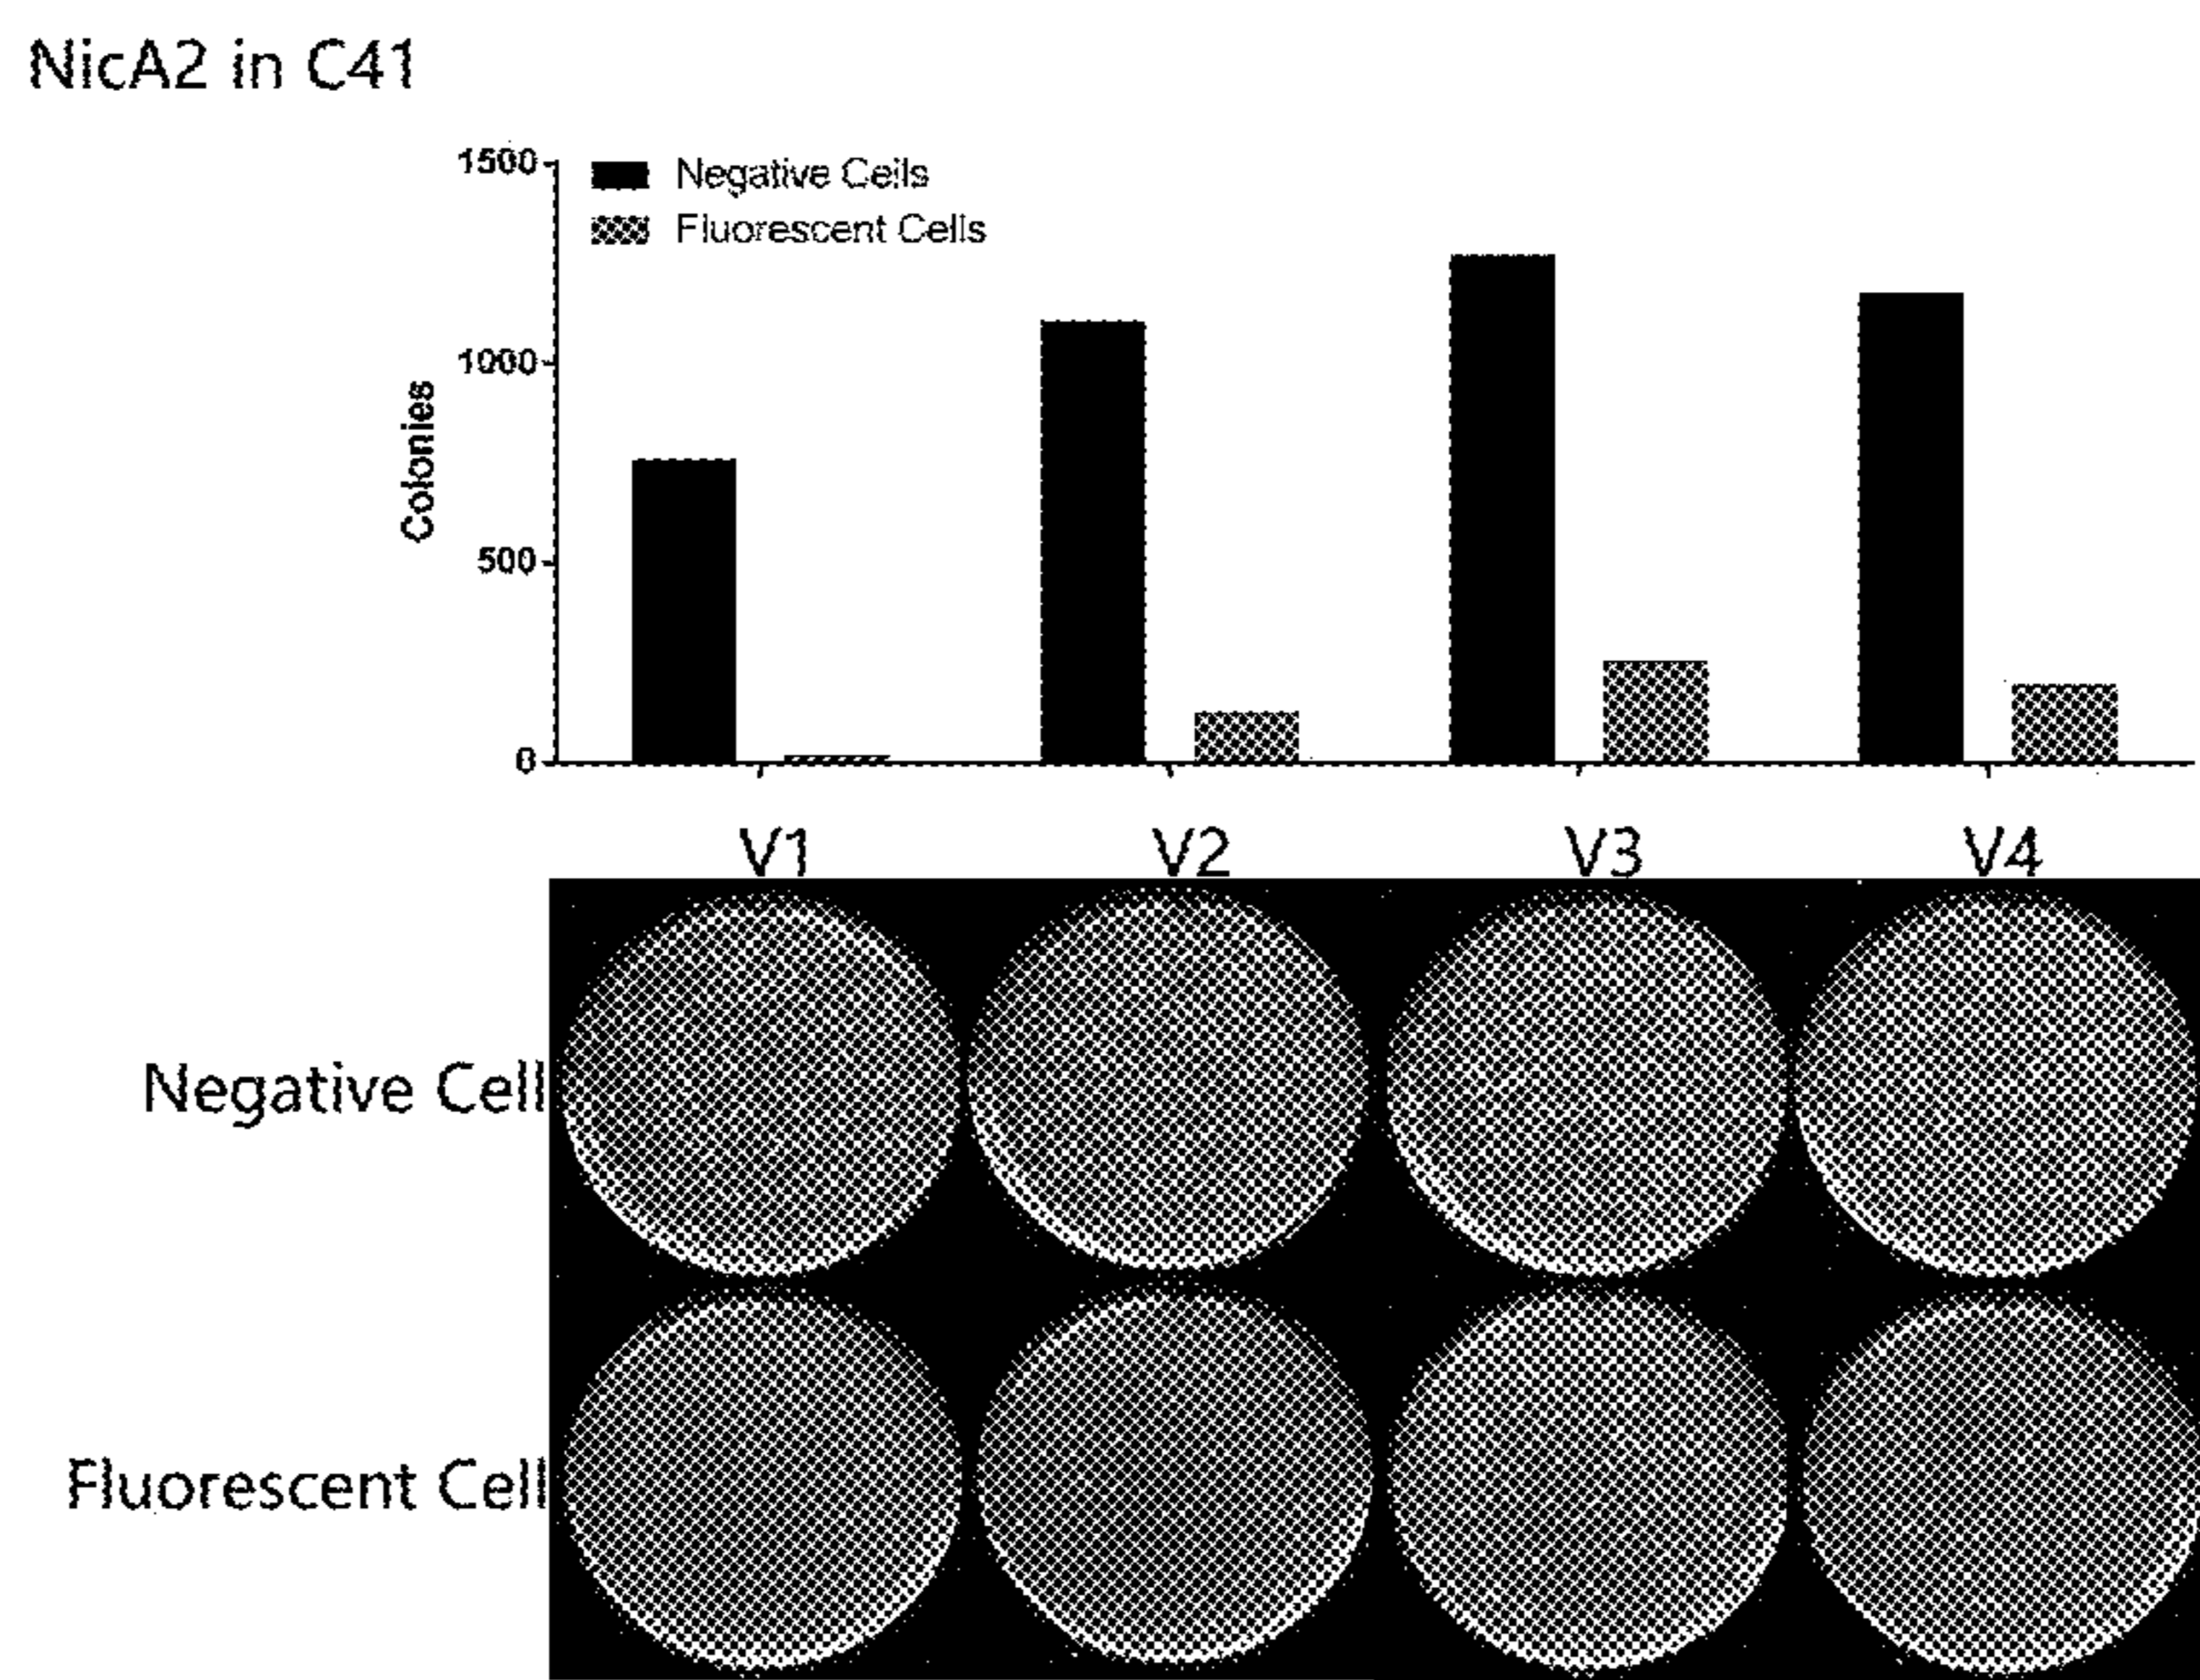 NicA2 in C41
1500
Negative Cells
Fluorescent Cells
1000
Colonies
500
0
V1 V2 V3 V4
Negative Cell
Fluorescent Cell